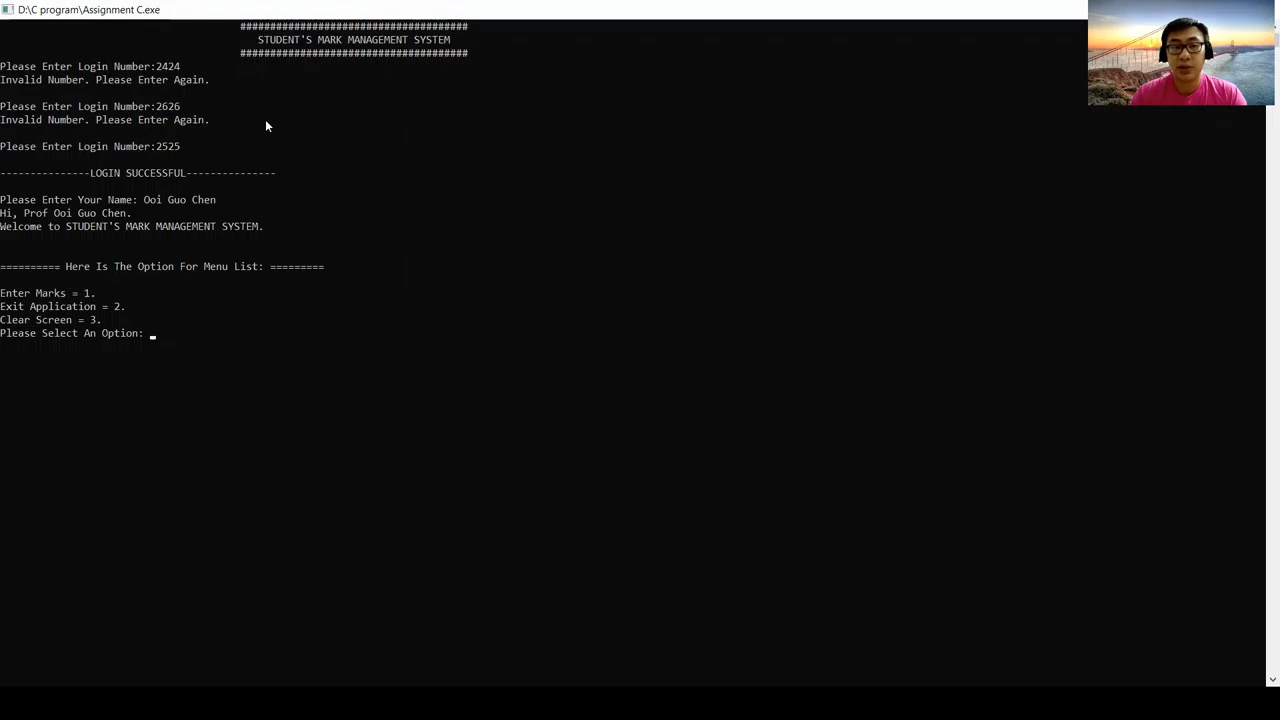 D:\C program\Assignment C.exe
######################################
STUDENT'S MARK MANAGEMENT SYSTEM
######################################
Please Enter Login Number:2424
Invalid Number. Please Enter Again.
Please Enter Login Number:2626
Invalid Number. Please Enter Again.
Please Enter Login Number:2525
---------------LOGIN SUCCESSFUL---------------
Please Enter Your Name: Ooi Guo Chen
Hi, Prof Ooi Guo Chen.
Welcome to STUDENT'S MARK MANAGEMENT SYSTEM.
========== Here Is The Option For Menu List: =========
Enter Marks = 1.
Exit Application = 2.
Clear Screen = 3.
Please Select An Option: